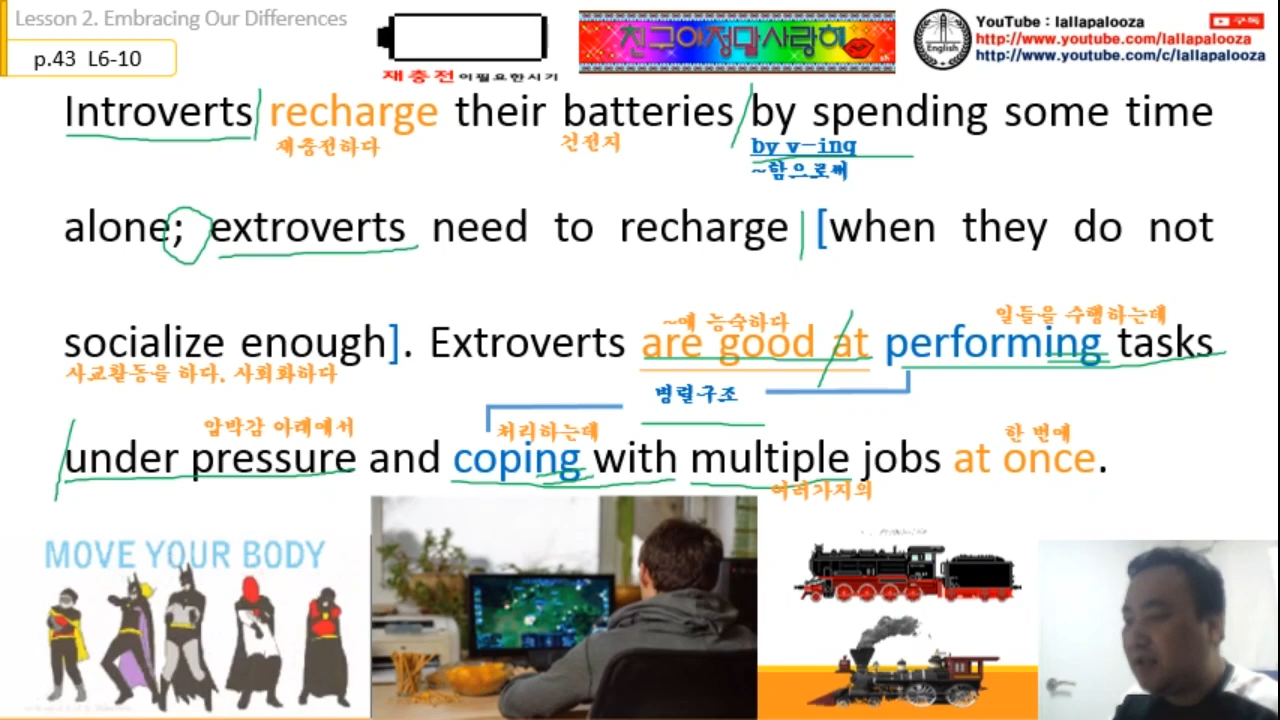 Lesson 2. Embracing Our Differences
p.43 L6-10
재충전이필요한시기
친구야정말사랑해
English
YouTube : lallapalooza
구독
http://www.youtube.com/lallapalooza
http://www.youtube.com/c/lallapalooza
Introverts recharge their batteries by spending some time
재충전하다
건전지
by v-ing
~함으로써
alone; extroverts need to recharge [when they do not
~에 능숙하다
일들을 수행하는데
socialize enough]. Extroverts are good at performing tasks
사교활동을 하다, 사회화하다
병렬구조
압박감 아래에서
처리하는데
한 번에
under pressure and coping with multiple jobs at once.
여러가지의
MOVE YOUR BODY